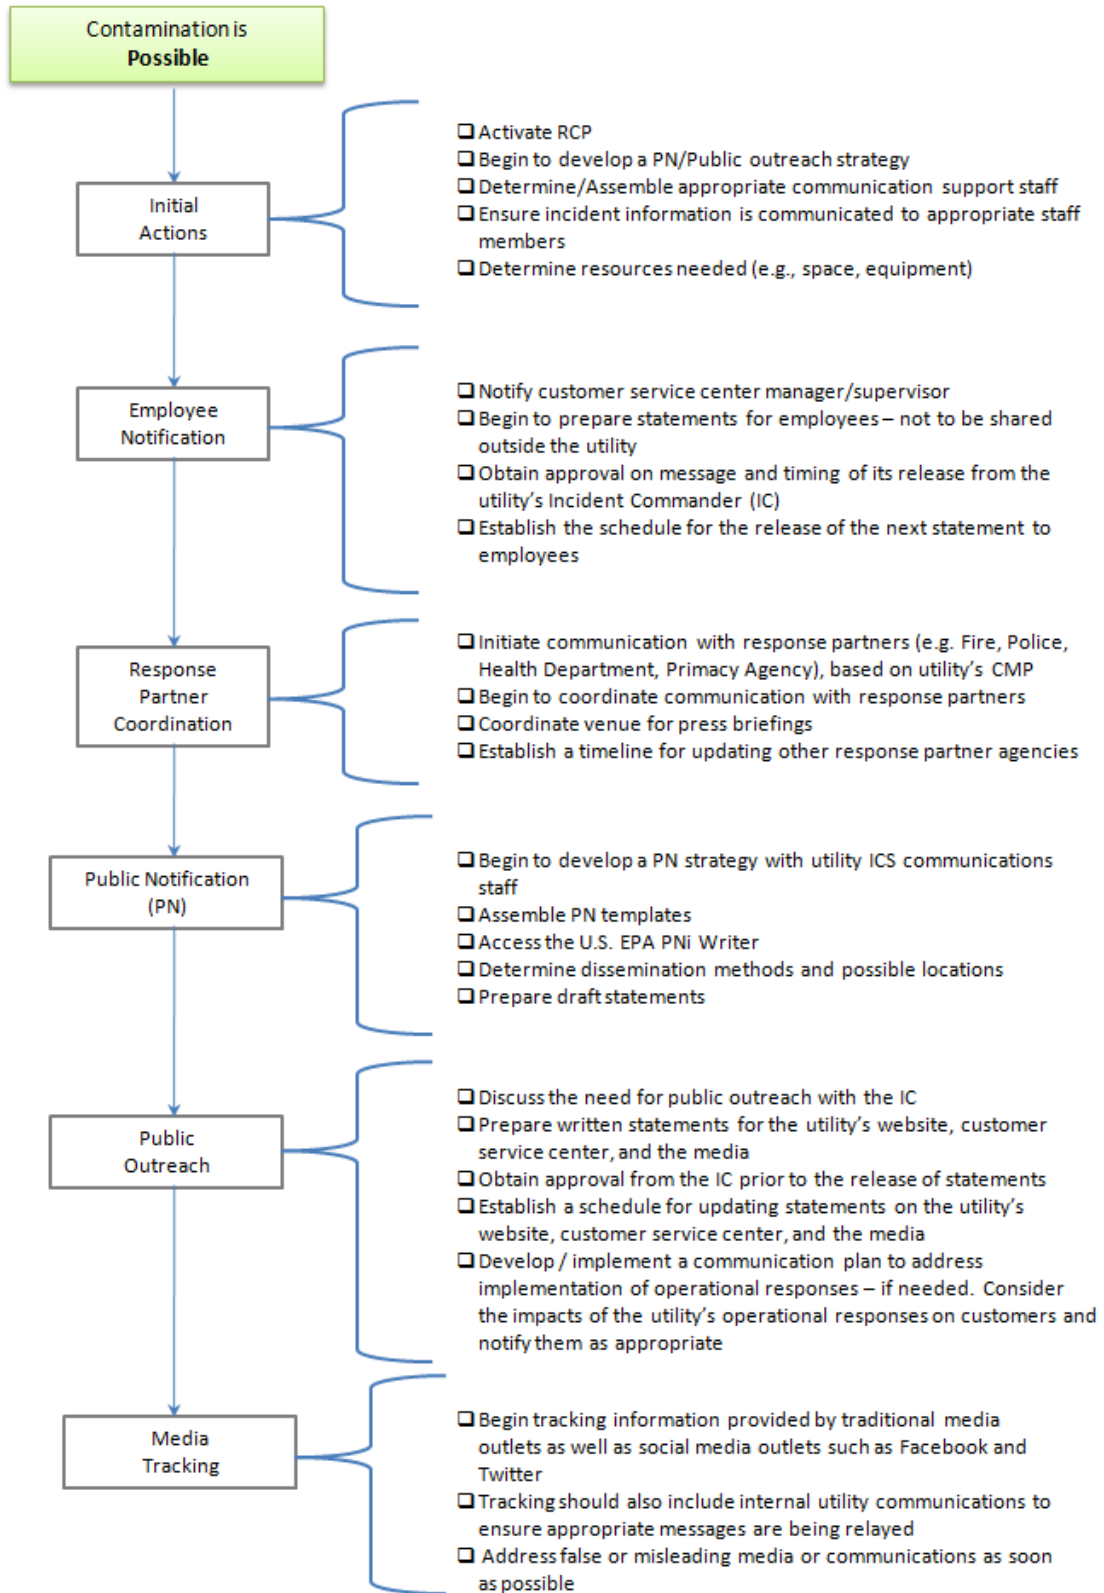 Contamination is
Possible
Initial
Actions
❑ Activate RCP
❑ Begin to develop a PN/Public outreach strategy
❑ Determine/Assemble appropriate communication support staff
❑ Ensure incident information is communicated to appropriate staff
members
❑ Determine resources needed (e.g., space, equipment)
Employee
Notification
❑ Notify customer service center manager/supervisor
❑ Begin to prepare statements for employees – not to be shared
outside the utility
❑ Obtain approval on message and timing of its release from the
utility’s Incident Commander (IC)
❑ Establish the schedule for the release of the next statement to
employees
Response
Partner
Coordination
❑ Initiate communication with response partners (e.g. Fire, Police,
Health Department, Primacy Agency), based on utility’s CMP
❑ Begin to coordinate communication with response partners
❑ Coordinate venue for press briefings
❑ Establish a timeline for updating other response partner agencies
Public Notification
(PN)
❑ Begin to develop a PN strategy with utility ICS communications
staff
❑ Assemble PN templates
❑ Access the U.S. EPA PNi Writer
❑ Determine dissemination methods and possible locations
❑ Prepare draft statements
Public
Outreach
❑ Discuss the need for public outreach with the IC
❑ Prepare written statements for the utility’s website, customer
service center, and the media
❑ Obtain approval from the IC prior to the release of statements
❑ Establish a schedule for updating statements on the utility’s
website, customer service center, and the media
❑ Develop / implement a communication plan to address
implementation of operational responses – if needed. Consider
the impacts of the utility’s operational responses on customers and
notify them as appropriate
Media
Tracking
❑ Begin tracking information provided by traditional media
outlets as well as social media outlets such as Facebook and
Twitter
❑ Tracking should also include internal utility communications to
ensure appropriate messages are being relayed
❑ Address false or misleading media or communications as soon
as possible